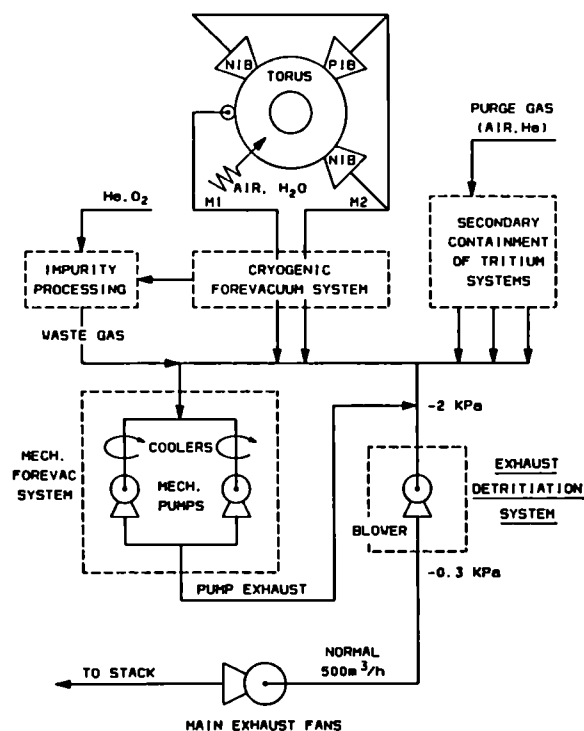 NIB
PIB
TORUS
NIB
AIR, H₂O
M1
M2
PURGE GAS
(AIR, He)
He.O₂
IMPURITY
PROCESSING
CRYOGENIC
FOREVACUUM SYSTEM
SECONDARY
CONTAINMENT
OF TRITIUM
SYSTEMS
WASTE GAS
-2 KPa
COOLERS
MECH.
FOREVAC
SYSTEM
MECH.
PUMPS
EXHAUST
DETRITIATION
SYSTEM
BLOWER
-0.3 KPa
PUMP EXHAUST
NORMAL
500m³/h
TO STACK
MAIN EXHAUST FANS